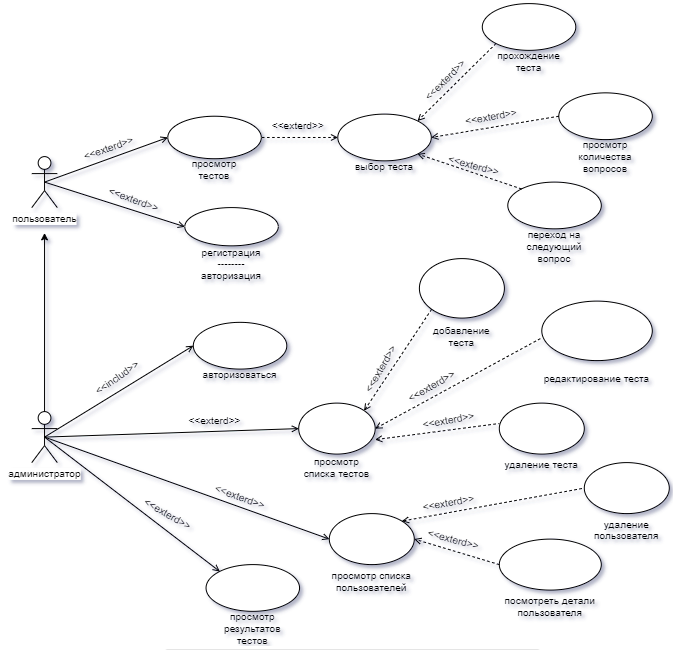 прохождение
теста
<<exterd>>
<<exterd>>
просмотр
количества
вопросов
<<exterd>>
выбор теста
<<exterd>>
просмотр
тестов
<<exterd>>
<<exterd>>
переход на
следующий
вопрос
пользователь
регистрация
--------
авторизация
добавление
теста
<<exterd>>
авторизоваться
<<includ>>
редактирование теста
<<exterd>>
<<exterd>>
<<exterd>>
просмотр
списка тестов
удаление теста
администратор
<<exterd>>
<<exterd>>
<<exterd>>
удаление
пользователя
<<exterd>>
просмотр списка
пользователей
посмотреть детали
пользователя
просмотр
результатов
тестов